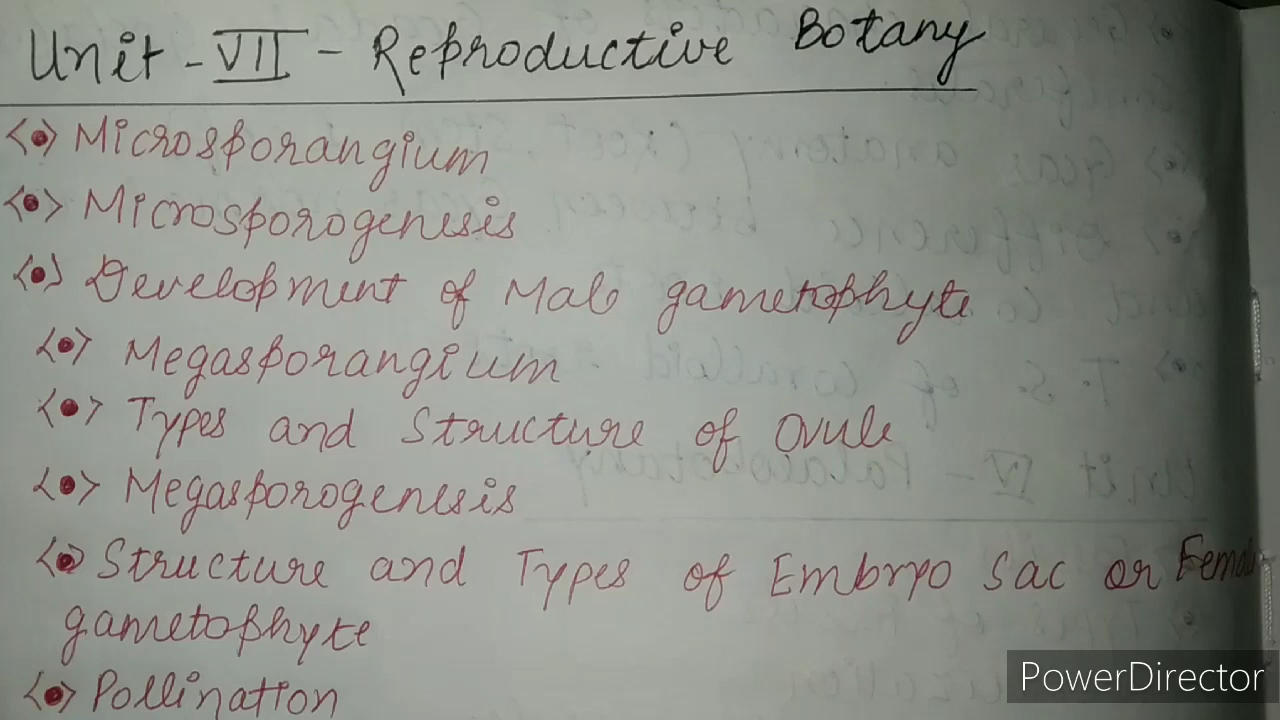 Unit - VII - Reproductive Botany
<•> Microsporangium
<•> Microsporogenesis
<•> Development of Male gametophyte
<•> Megasporangium
<•> Types and Structure of Ovule
<•> Megasporogenesis
<•> Structure and Types of Embryo Sac or Female
gametophyte
<•> Pollination
PowerDirector